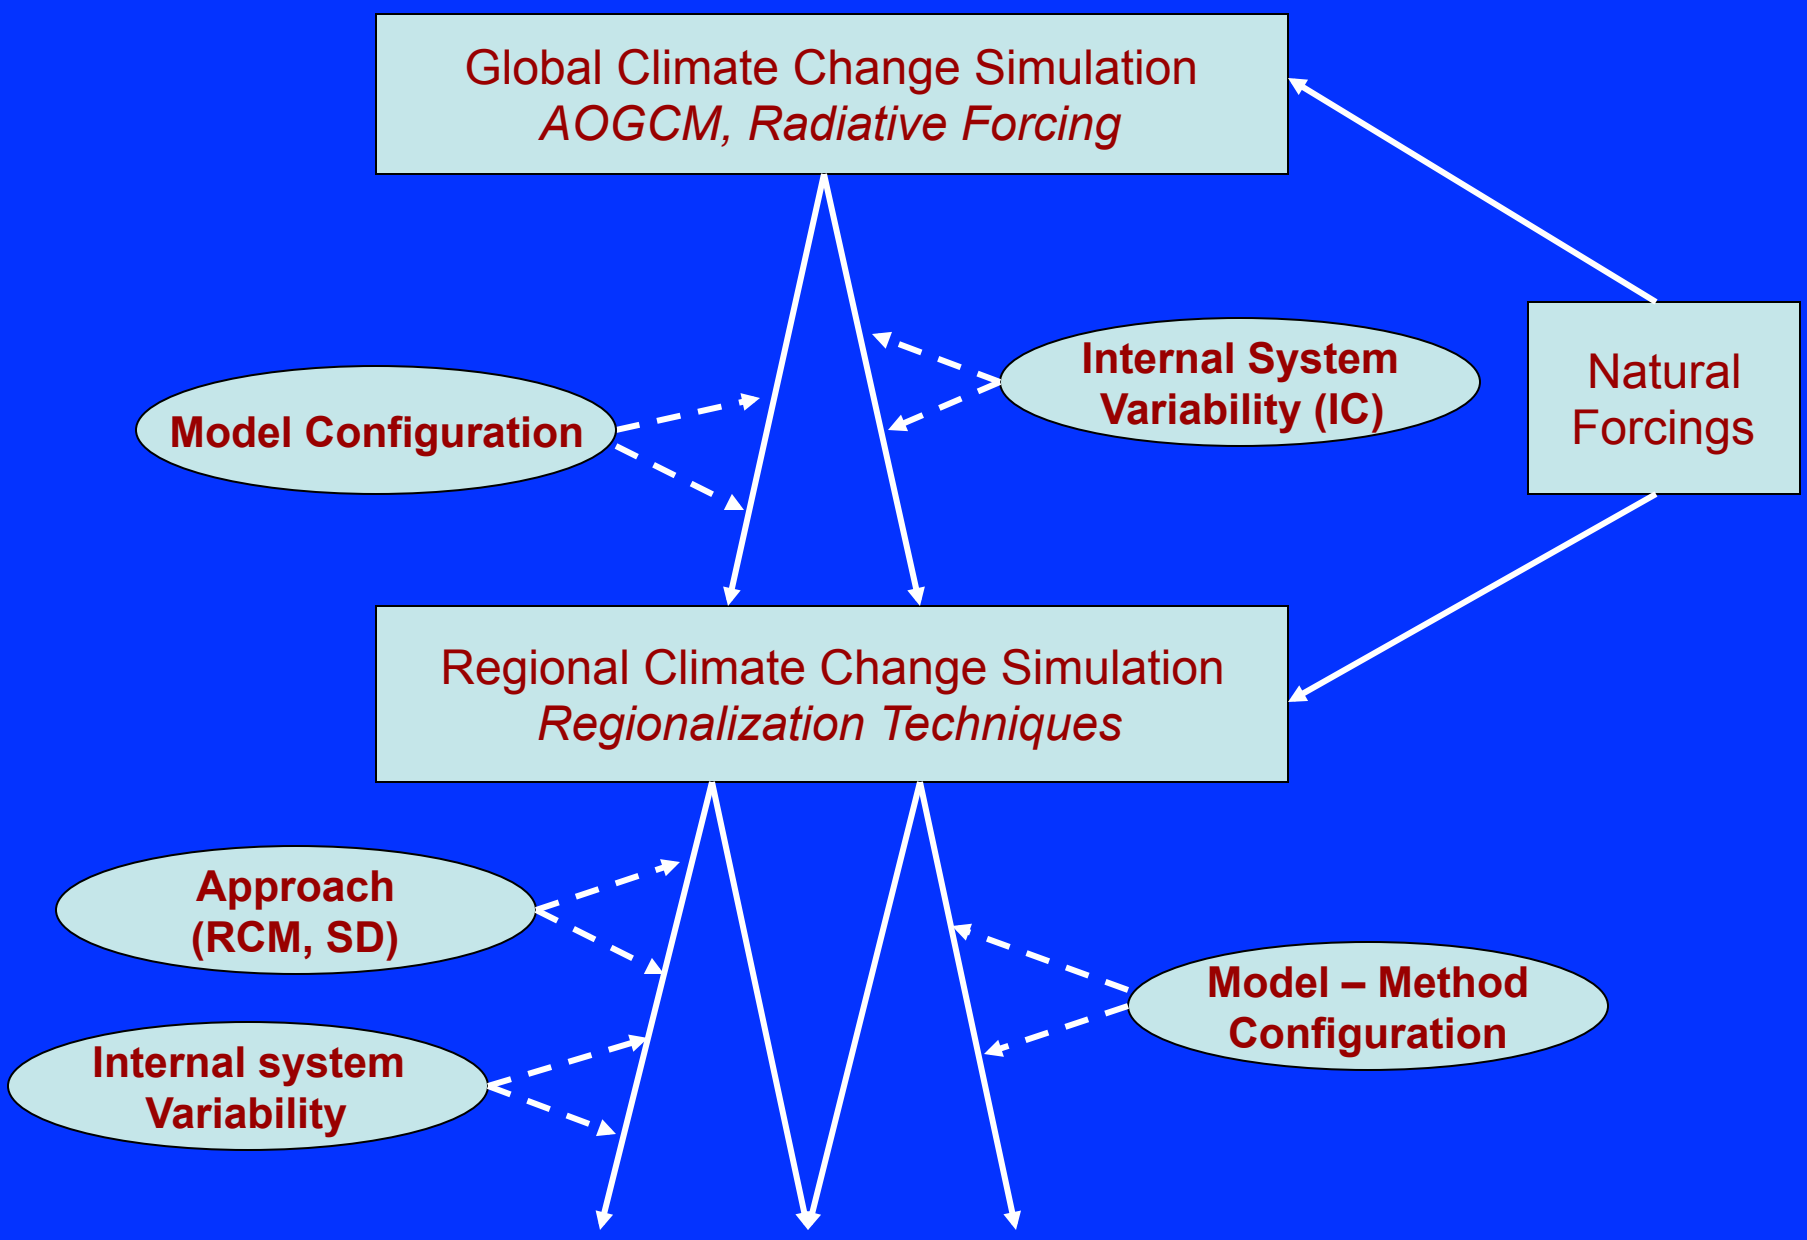 Global Climate Change Simulation
AOGCM, Radiative Forcing
Internal System
Variability (IC)
Natural
Forcings
Model Configuration
Regional Climate Change Simulation
Regionalization Techniques
Approach
(RCM, SD)
Model – Method
Configuration
Internal system
Variability